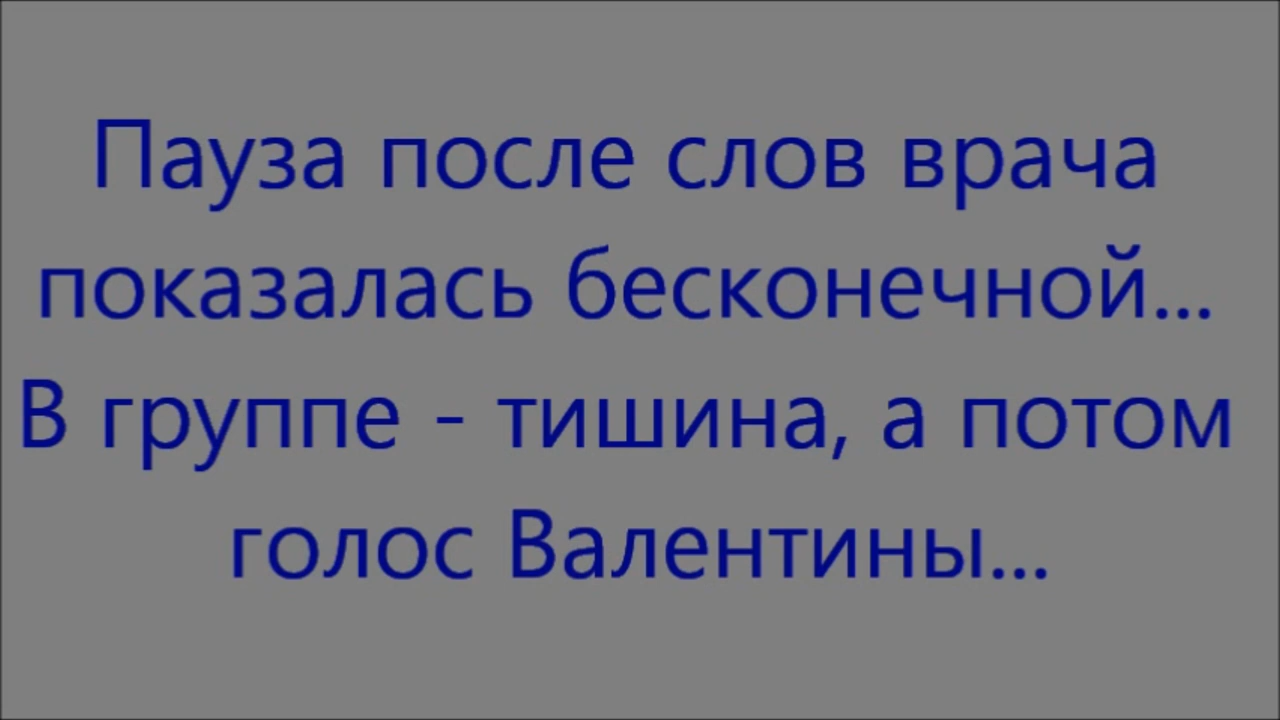 Пауза после слов врача
показалась бесконечной...
В группе - тишина, а потом
голос Валентины...